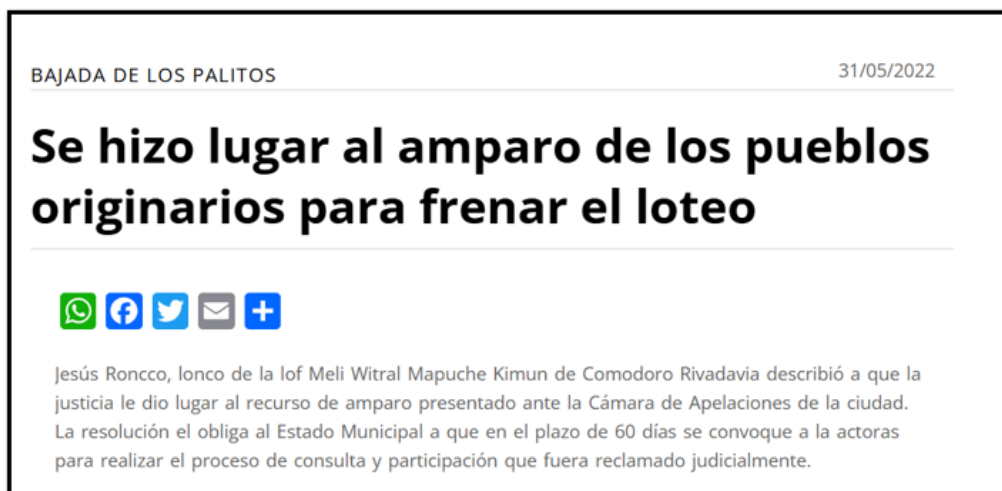 BAJADA DE LOS PALITOS
31/05/2022
Se hizo lugar al amparo de los pueblos
originarios para frenar el loteo
Jesús Roncco, lonco de la lof Meli Witral Mapuche Kimun de Comodoro Rivadavia describió a que la
justicia le dio lugar al recurso de amparo presentado ante la Cámara de Apelaciones de la ciudad.
La resolución el obliga al Estado Municipal a que en el plazo de 60 días se convoque a la actoras
para realizar el proceso de consulta y participación que fuera reclamado judicialmente.